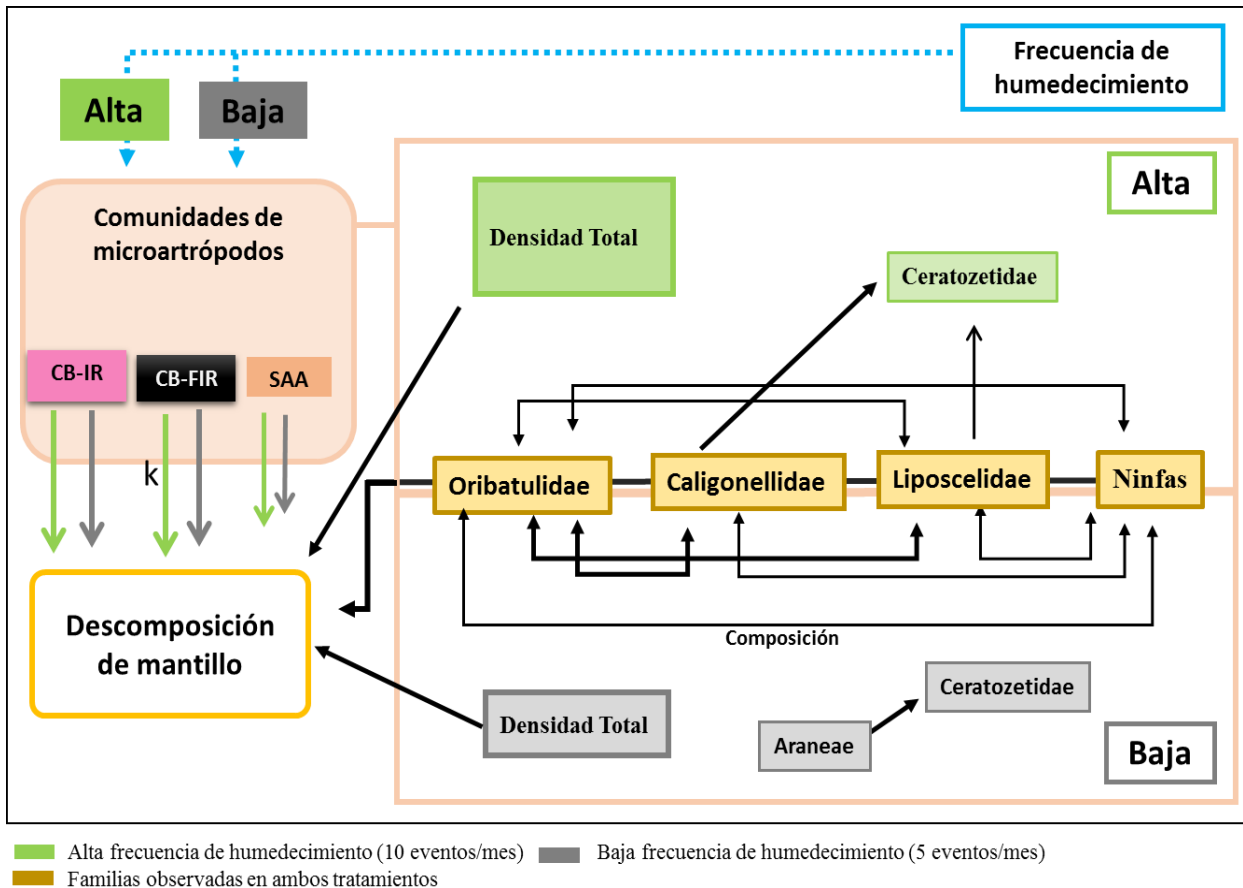 Frecuencia de
humedecimiento
Alta
Baja
Comunidades de
microartrópodos
CB-IR
CB-FIR
SAA
k
Descomposición
de mantillo
Alta
Densidad Total
Ceratozetidae
Oribatulidae
Caligonellidae
Liposcelidae
Ninfas
Composición
Ceratozetidae
Densidad Total
Araneae
Baja
Alta frecuencia de humedecimiento (10 eventos/mes)
Baja frecuencia de humedecimiento (5 eventos/mes)
Familias observadas en ambos tratamientos